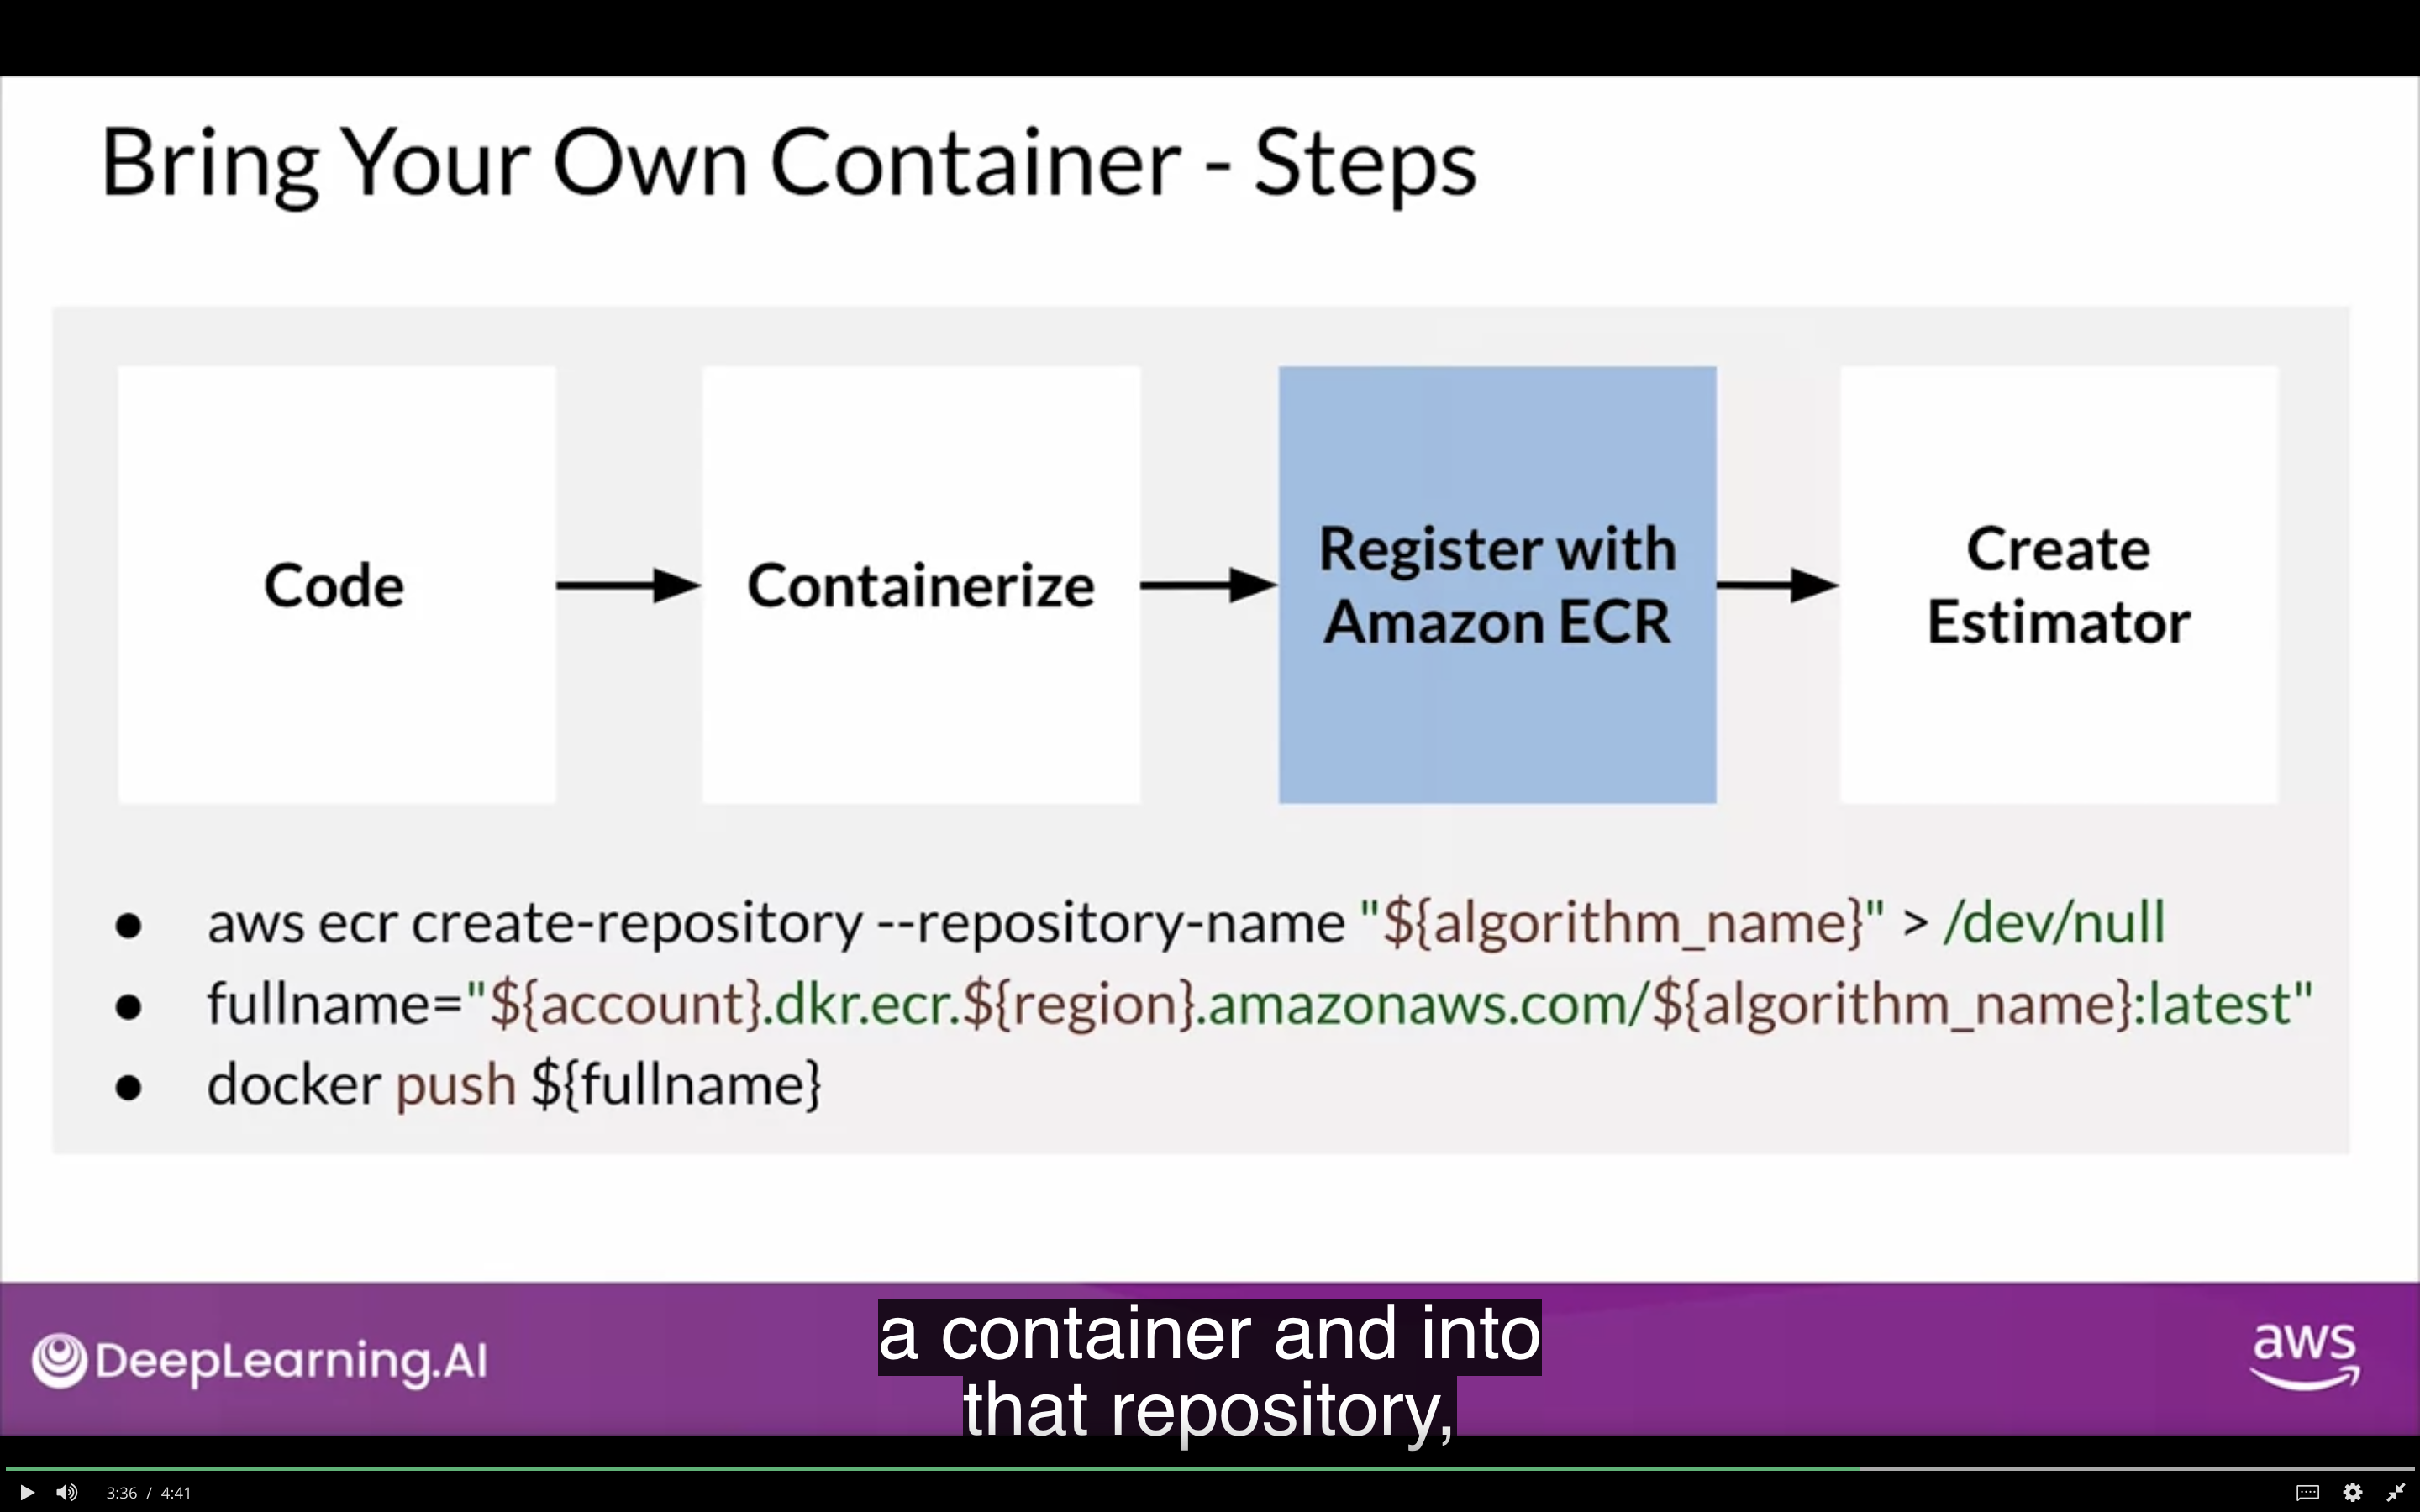 Bring Your Own Container - Steps
Code
Containerize
Register with
Amazon ECR
Create
Estimator
● aws ecr create-repository --repository-name "${algorithm_name}" > /dev/null
● fullname="${account}.dkr.ecr.${region}.amazonaws.com/${algorithm_name}:latest"
● docker push ${fullname}
DeepLearning.AI
a container and into
that repository,
aws
3:36 / 4:41